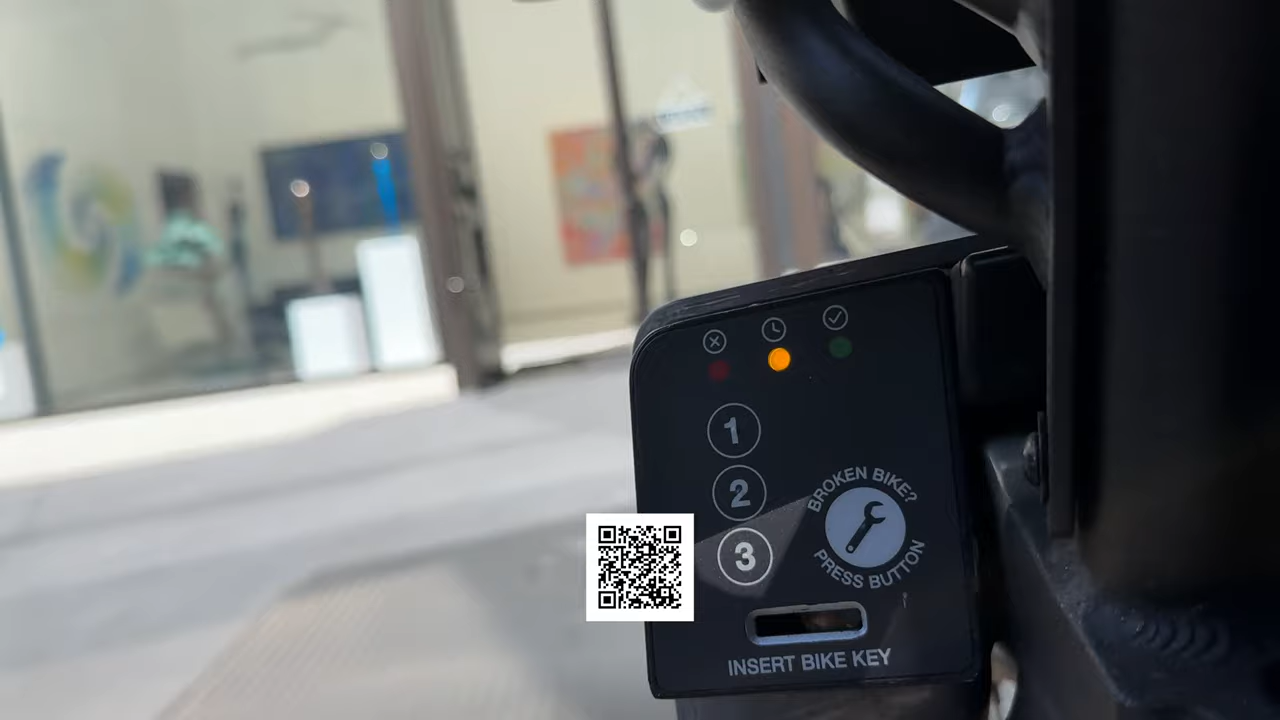 1
2
3
BROKEN BIKE?
PRESS BUTTON
INSERT BIKE KEY